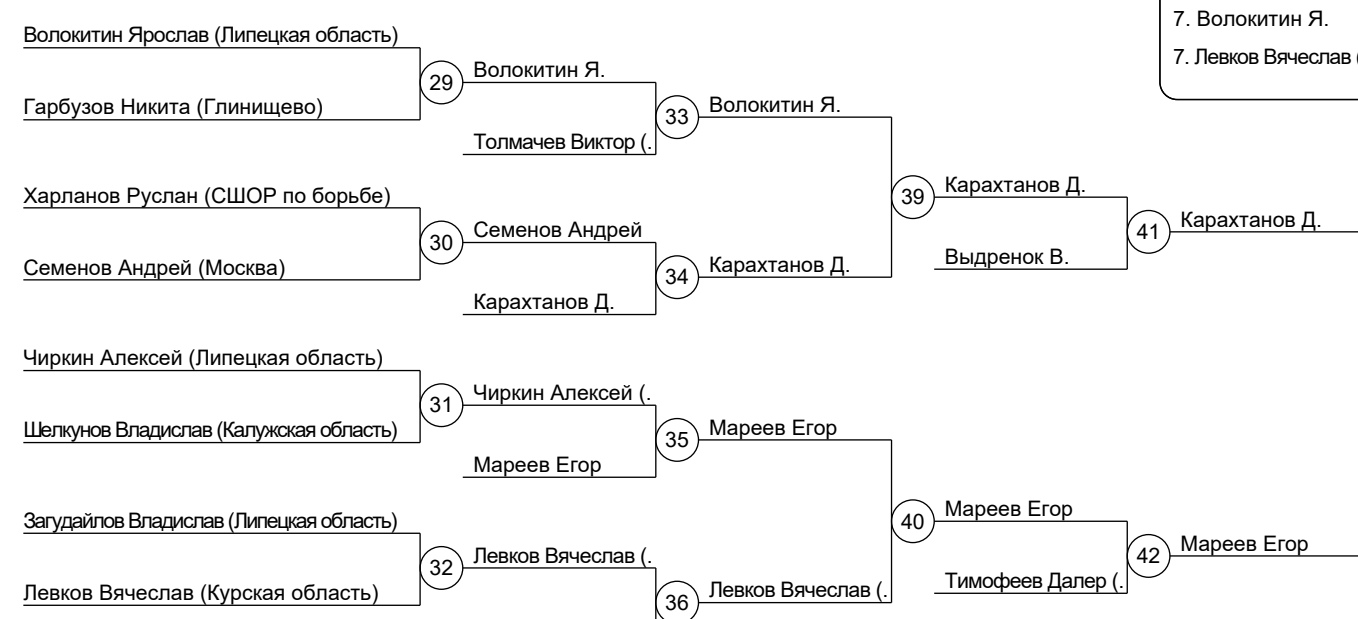 7. Волокитин Я.
7. Левков Вячеслав (
Волокитин Ярослав (Липецкая область)
29
Волокитин Я.
Гарбузов Никита (Глинищево)
33
Волокитин Я.
Толмачев Виктор (.
Харланов Руслан (СШОР по борьбе)
39
Карахтанов Д.
30
Семенов Андрей
41
Карахтанов Д.
Семенов Андрей (Москва)
34
Карахтанов Д.
Выдренок В.
Карахтанов Д.
Чиркин Алексей (Липецкая область)
31
Чиркин Алексей (.
Шелкунов Владислав (Калужская область)
35
Мареев Егор
Мареев Егор
Загудайлов Владислав (Липецкая область)
40
Мареев Егор
32
Левков Вячеслав (.
42
Мареев Егор
Левков Вячеслав (Курская область)
36
Левков Вячеслав (.
Тимофеев Далер (.